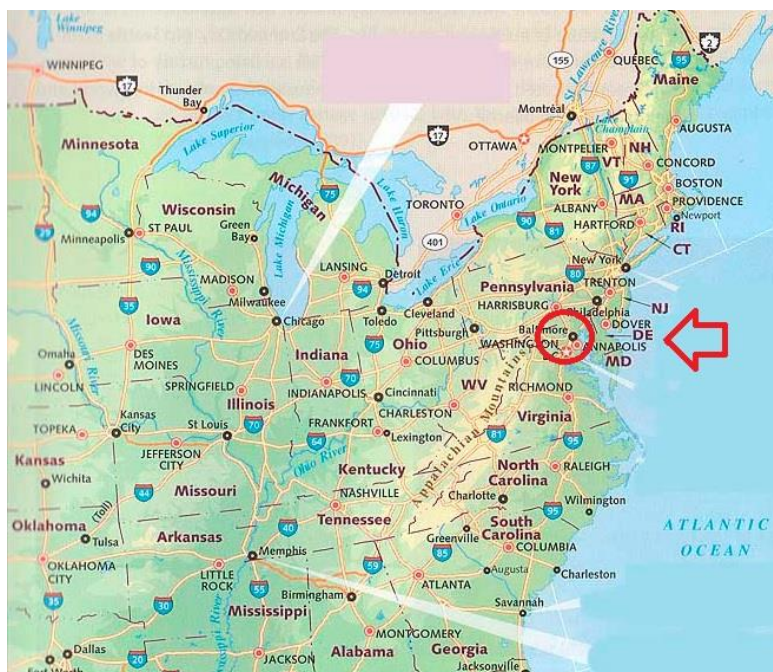 Lake
Winnipeg
WINNIPEG
17
Thunder
Bay
155
QUÉBEC
95
2
Maine
St Lawrence River
Montréal
Lake
Champlain
Minnesota
Lake Superior
17
OTTAWA
MONTPELIER
NH
AUGUSTA
87
VT
CONCORD
Michigan
75
Lake Huron
New
York
91
BOSTON
Wisconsin
TORONTO
Lake Ontario
MA
PROVIDENCE
94
ST PAUL
Green
Bay
Lake Michigan
90
ALBANY
HARTFORD
Newport
29
Minneapolis
401
81
RI
CT
90
Mississippi River
MADISON
LANSING
Detroit
Lake Erie
80
New York
Milwaukee
94
Pennsylvania
TRENTON
35
HARRISBURG
NJ
Iowa
Chicago
Toledo
Cleveland
Philadelphia
Missouri River
Pittsburgh
Baltimore
DOVER
Omaha
DES
MOINES
Indiana
75
Ohio
WASHINGTON
DE
ANNAPOLIS
COLUMBUS
MD
LINCOLN
SPRINGFIELD
INDIANAPOLIS
70
WV
Illinois
Cincinnati
CHARLESTON
RICHMOND
Kansas
City
St Louis
70
FRANKFORT
Virginia
TOPEKA
64
Lexington
81
95
JEFFERSON
CITY
Ohio River
Appalachian Mountains
Kansas
Kentucky
North
Carolina
RALEIGH
Wichita
44
Missouri
NASHVILLE
Charlotte
Oklahoma
(Toll)
Arkansas
40
Tennessee
95
Wilmington
Tulsa
South
Carolina
ATLANTIC
OCEAN
Greenville
Memphis
85
COLUMBIA
OKLAHOMA
CITY
LITTLE
ROCK
59
Augusta
Charleston
55
ATLANTA
35
30
Birmingham
Mississippi
Savannah
Mississippi River
MONTGOMERY
Dallas
20
JACKSON
Alabama
Georgia
Fort Worth